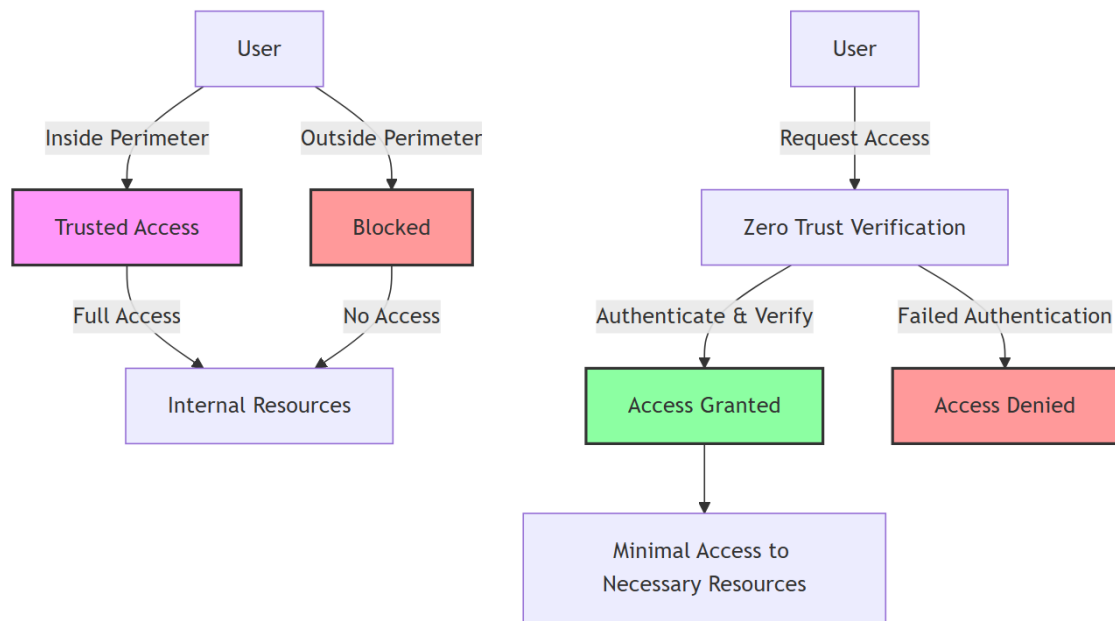 User
Inside Perimeter
Outside Perimeter
Trusted Access
Blocked
Full Access
No Access
Internal Resources
User
Request Access
Zero Trust Verification
Authenticate & Verify
Failed Authentication
Access Granted
Access Denied
Minimal Access to
Necessary Resources